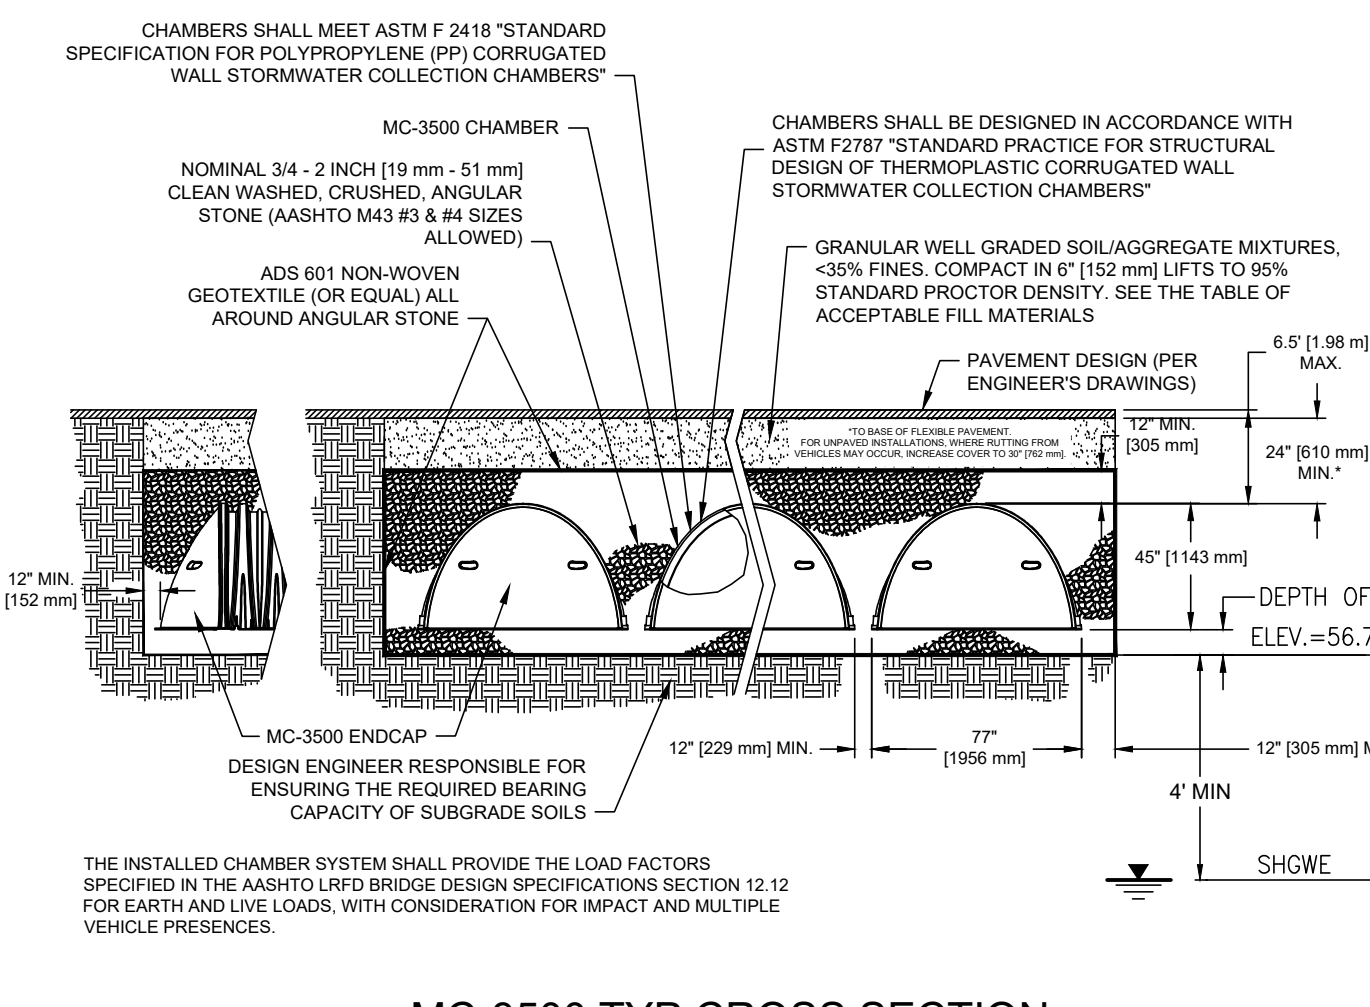 CHAMBERS SHALL MEET ASTM F 2418 "STANDARD
SPECIFICATION FOR POLYPROPYLENE (PP) CORRUGATED
WALL STORMWATER COLLECTION CHAMBERS"
MC-3500 CHAMBER
NOMINAL 3/4 - 2 INCH [19 mm - 51 mm]
CLEAN WASHED, CRUSHED, ANGULAR
STONE (AASHTO M43 #3 & #4 SIZES
ALLOWED)
ADS 601 NON-WOVEN
GEOTEXTILE (OR EQUAL) ALL
AROUND ANGULAR STONE
CHAMBERS SHALL BE DESIGNED IN ACCORDANCE WITH
ASTM F2787 "STANDARD PRACTICE FOR STRUCTURAL
DESIGN OF THERMOPLASTIC CORRUGATED WALL
STORMWATER COLLECTION CHAMBERS"
GRANULAR WELL GRADED SOIL/AGGREGATE MIXTURES,
<35% FINES. COMPACT IN 6" [152 mm] LIFTS TO 95%
STANDARD PROCTOR DENSITY. SEE THE TABLE OF
ACCEPTABLE FILL MATERIALS
PAVEMENT DESIGN (PER
ENGINEER'S DRAWINGS)
6.5' [1.98 m]
MAX.
*TO BASE OF FLEXIBLE PAVEMENT.
FOR UNPAVED INSTALLATIONS, WHERE RUTTING FROM
VEHICLES MAY OCCUR, INCREASE COVER TO 30" [762 mm].
12" MIN.
[305 mm]
24" [610 mm]
MIN.*
45" [1143 mm]
12" MIN.
[152 mm]
DEPTH OF
ELEV.=56.7
MC-3500 ENDCAP
DESIGN ENGINEER RESPONSIBLE FOR
ENSURING THE REQUIRED BEARING
CAPACITY OF SUBGRADE SOILS
12" [229 mm] MIN.
77"
[1956 mm]
12" [305 mm] M
4' MIN
SHGWE
THE INSTALLED CHAMBER SYSTEM SHALL PROVIDE THE LOAD FACTORS
SPECIFIED IN THE AASHTO LRFD BRIDGE DESIGN SPECIFICATIONS SECTION 12.12
FOR EARTH AND LIVE LOADS, WITH CONSIDERATION FOR IMPACT AND MULTIPLE
VEHICLE PRESENCES.
MC-3500 TYP CROSS SECTION